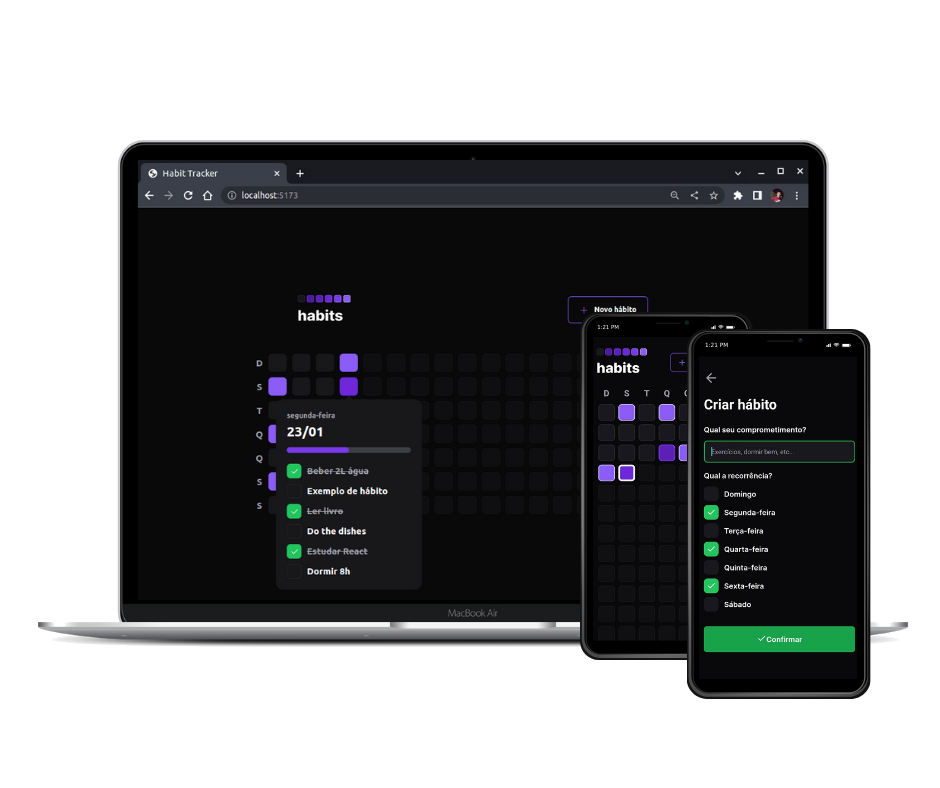 Habit Tracker
localhost:5173
habits
Novo hábito
D
S
T
Q
Q
S
S
segunda-feira
23/01
Beber 2L água
Exemplo de hábito
Ler livro
Do the dishes
Estudar React
Dormir 8h
MacBook Air
1:21 PM
habits
D S T Q
1:21 PM
Criar hábito
Qual seu comprometimento?
Exercícios, dormir bem, etc...
Qual a recorrência?
Domingo
Segunda-feira
Terça-feira
Quarta-feira
Quinta-feira
Sexta-feira
Sábado
Confirmar